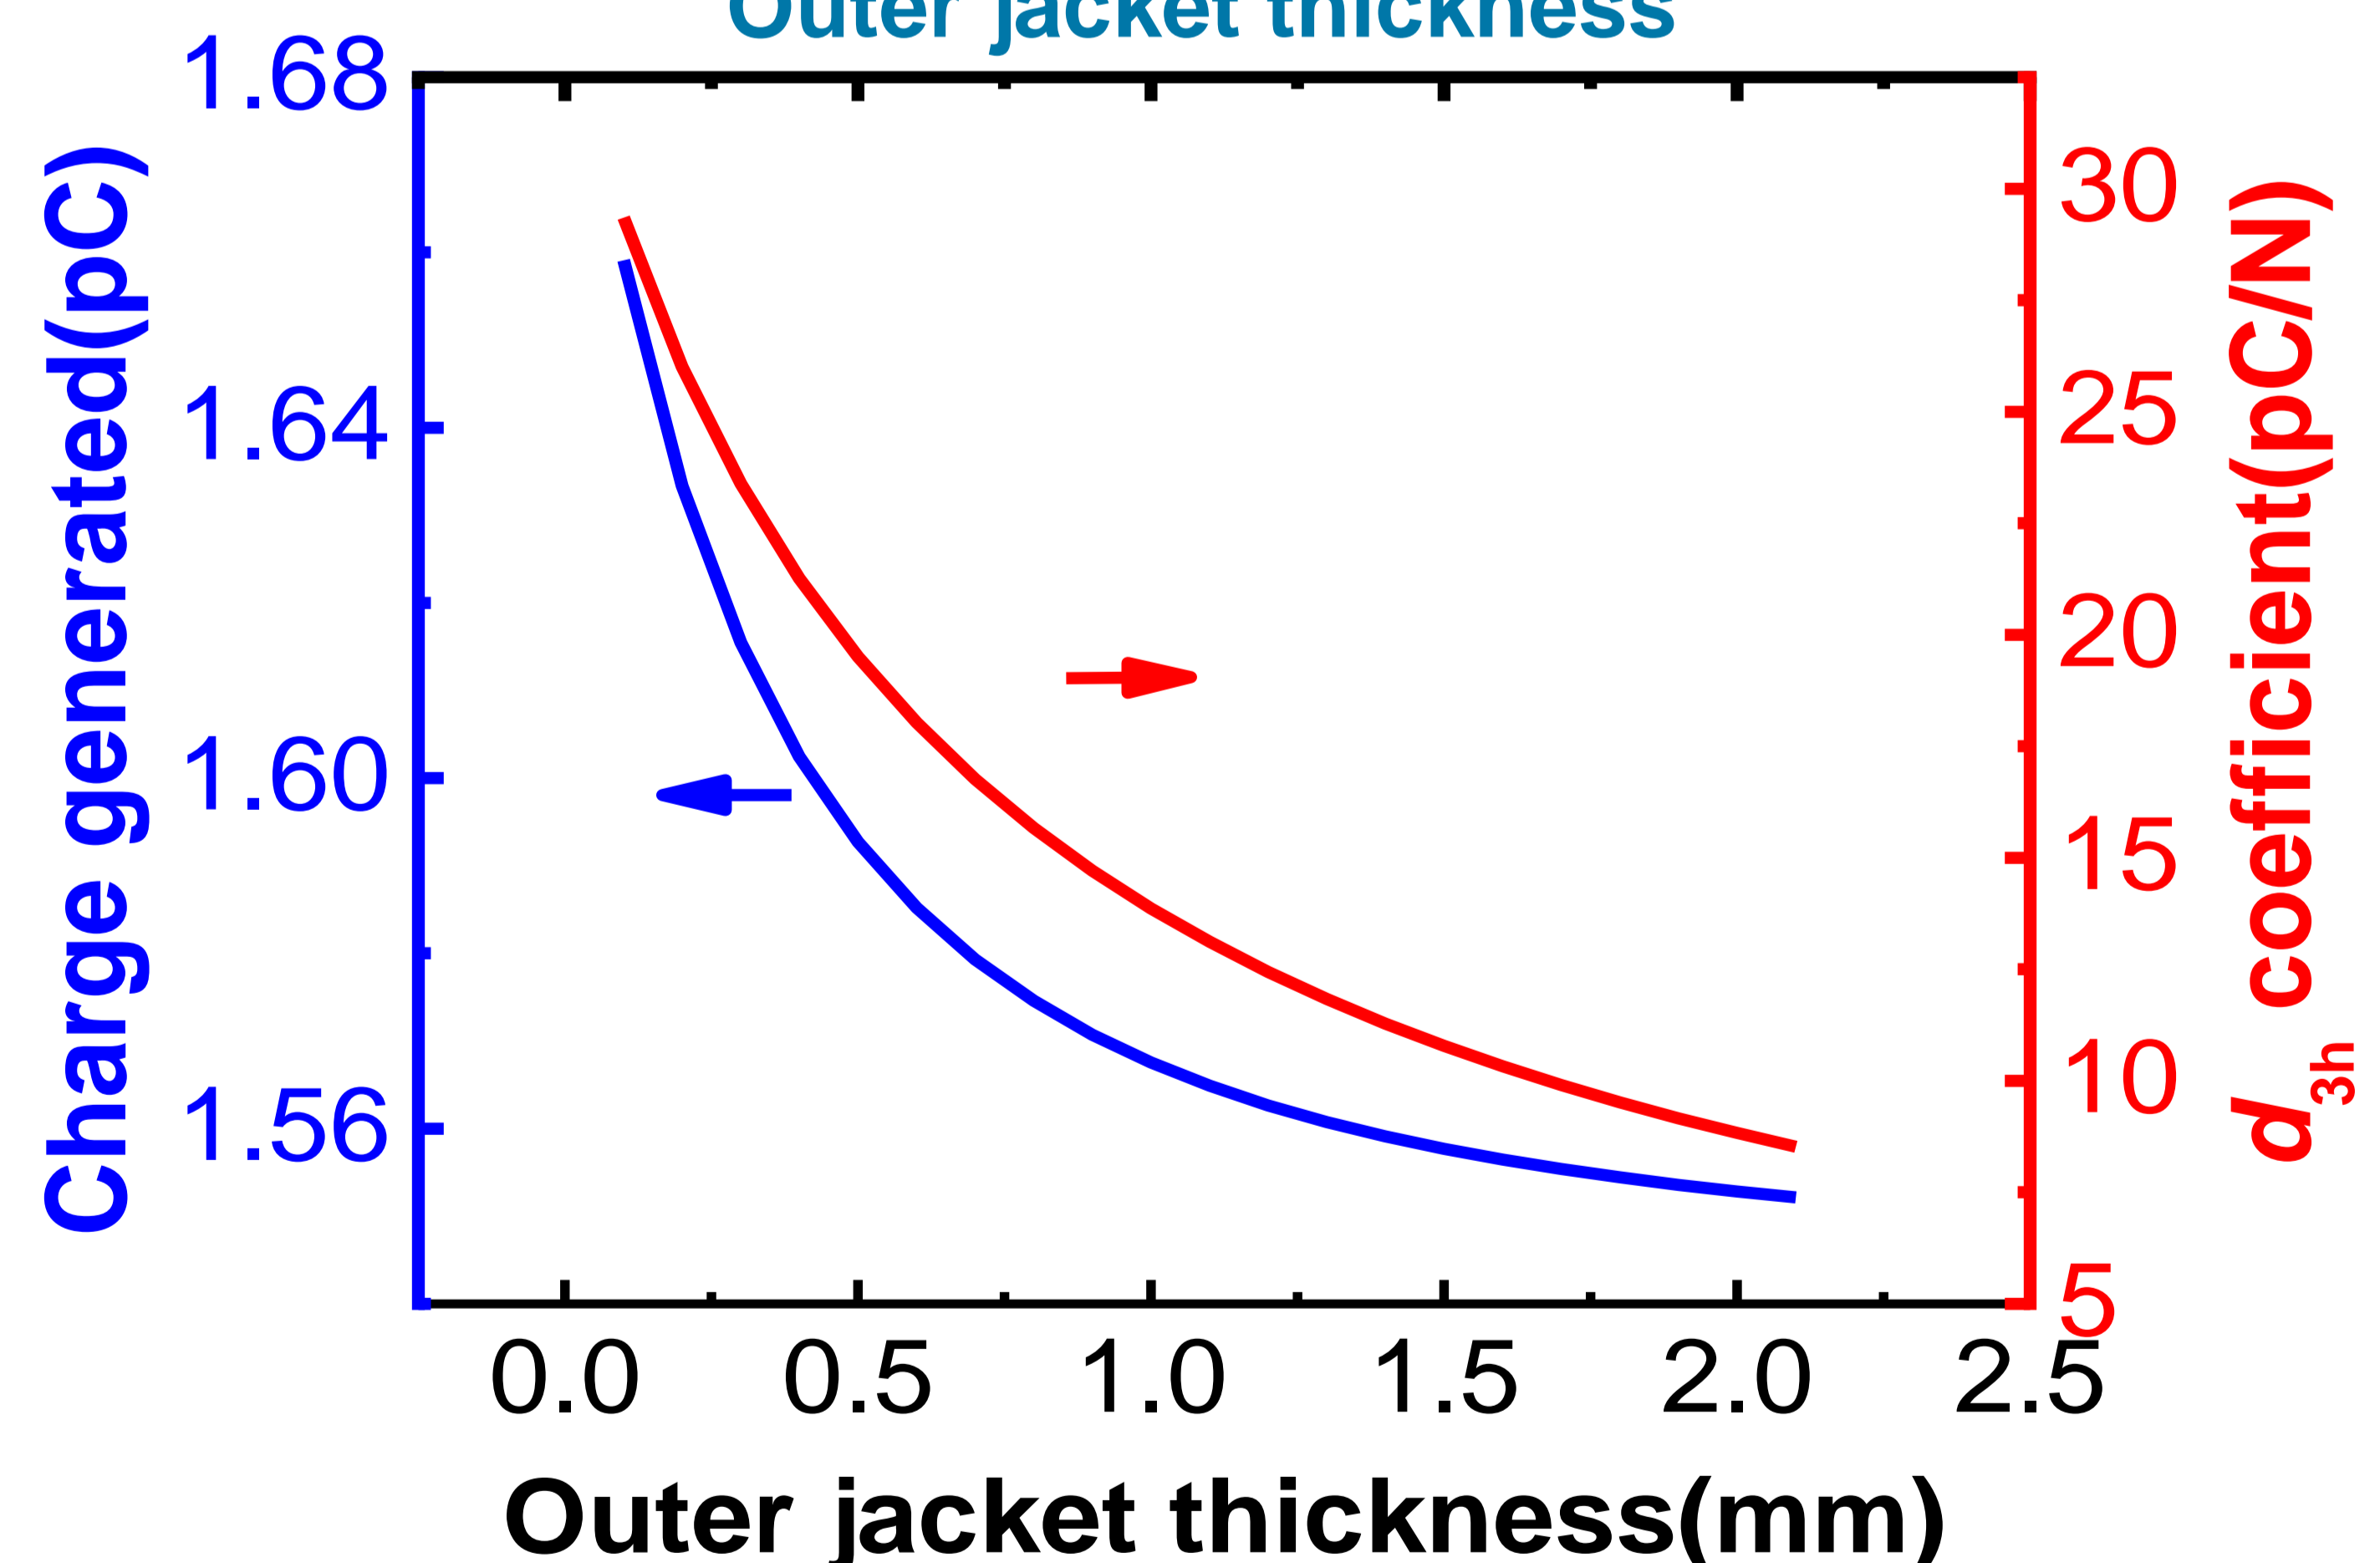 Outer jacket thickness
1.68
1.64
1.60
1.56
Charge generated(pC)
30
25
20
15
10
5
d3h coefficient(pC/N)
0.0 0.5 1.0 1.5 2.0 2.5
Outer jacket thickness(mm)